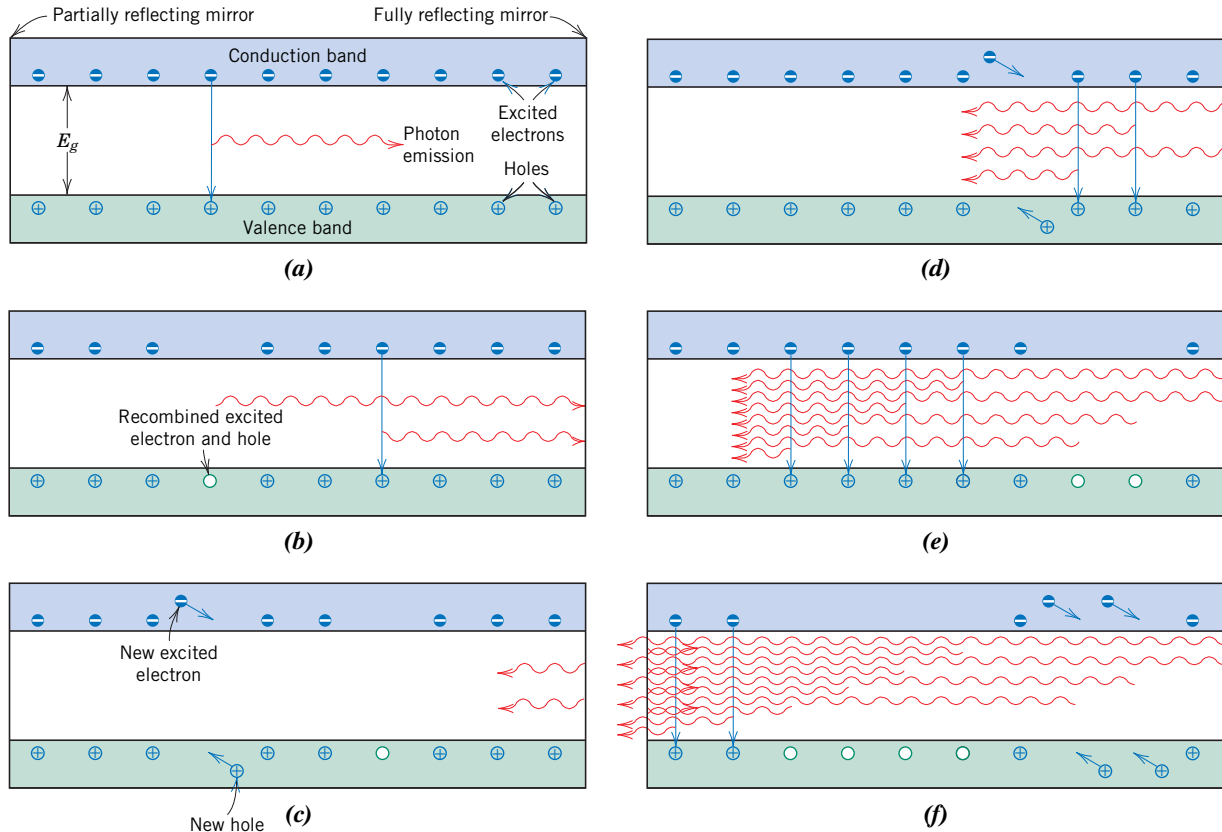 Partially reflecting mirror
Fully reflecting mirror
Conduction band
Excited
electrons
E_g
Photon
emission
Holes
Valence band
(a)
(d)
Recombined excited
electron and hole
(b)
(e)
New excited
electron
New hole
(c)
(f)